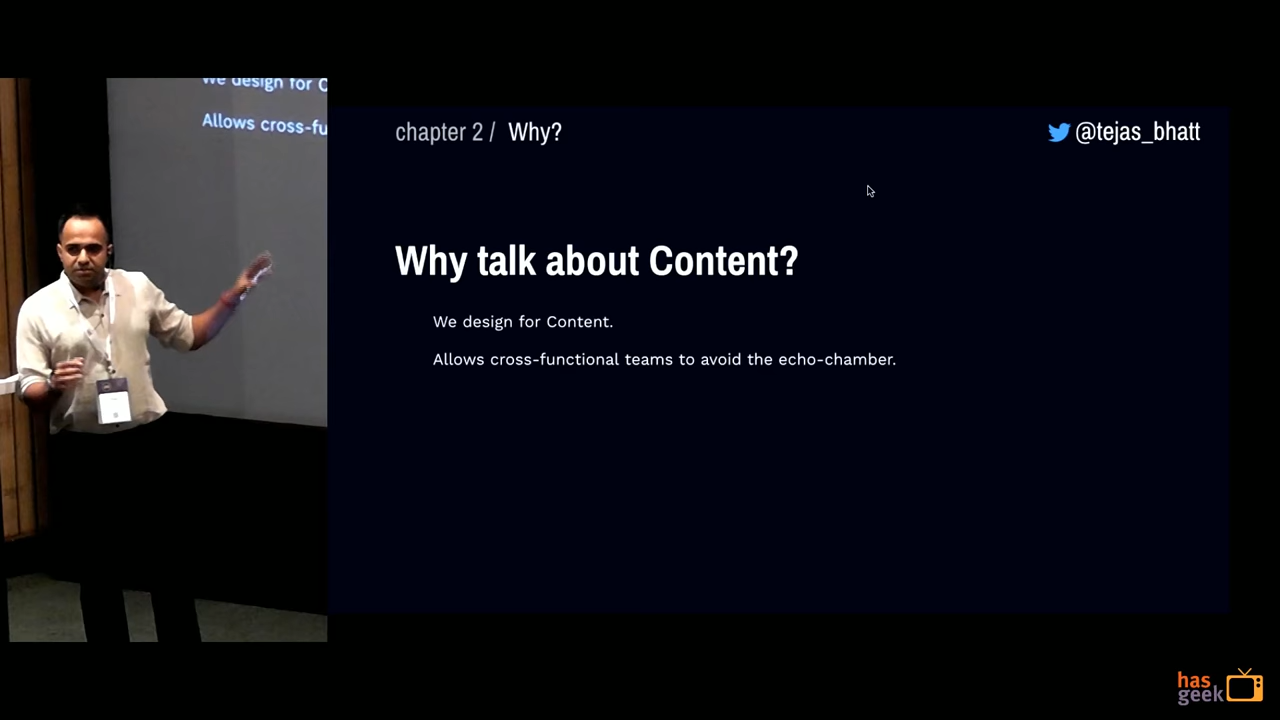 We design for C
Allows cross-fu
chapter 2 / Why?
@tejas_bhatt
Why talk about Content?
We design for Content.
Allows cross-functional teams to avoid the echo-chamber.
has
geek